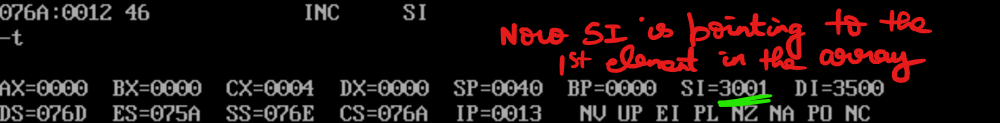 076A:0012 46 INC SI
-t
Now SI is pointing to the
1st element in the array
AX=0000 BX=0000 CX=0004 DX=0000 SP=0040 BP=0000 SI=3001 DI=3500
DS=076D ES=075A SS=076E CS=076A IP=0013 NV UP EI PL NZ NA PO NC